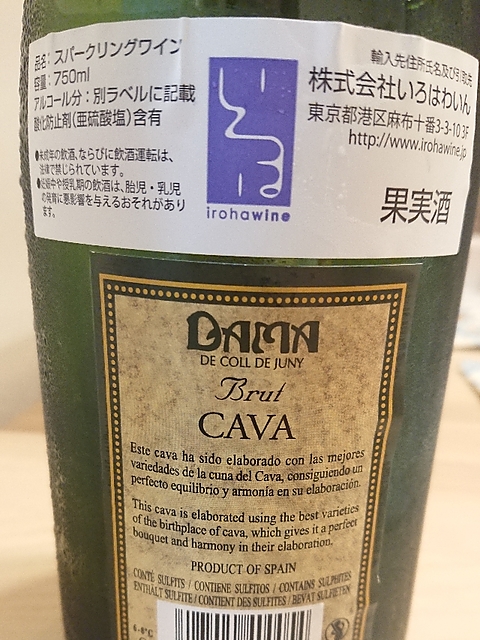 品名：スパークリングワイン
容量：750ml
アルコール分：別ラベルに記載
酸化防止剤(亜硫酸塩)含有
●未成年の飲酒、ならびに飲酒運転は、
法律で禁じられています。
●妊娠中や授乳期の飲酒は、胎児・乳児
の発育に悪影響を与えるおそれがあり
ます。
いろは
irohawine
輸入先住所氏名及び引取先
株式会社いろはわいん
東京都港区麻布十番3-3-10 3F
http://www.irohawine.jp
果実酒
DAMA
DE COLL DE JUNY
Brut
CAVA
Este cava ha sido elaborado con las mejores
variedades de la cuna del Cava, consiguiendo un
perfecto equilibrio y armonía en su elaboración.
This cava is elaborated using the best varieties
of the birthplace of cava, which gives it a perfect
bouquet and harmony in their elaboration.
PRODUCT OF SPAIN
CONTÉ SULFITS / CONTIENE SULFITOS / CONTAINS SULPHITES
ENTHÄLT SULFITE / CONTIENT DES SULFITES / BEVAT SULFIETEN
6-8°C